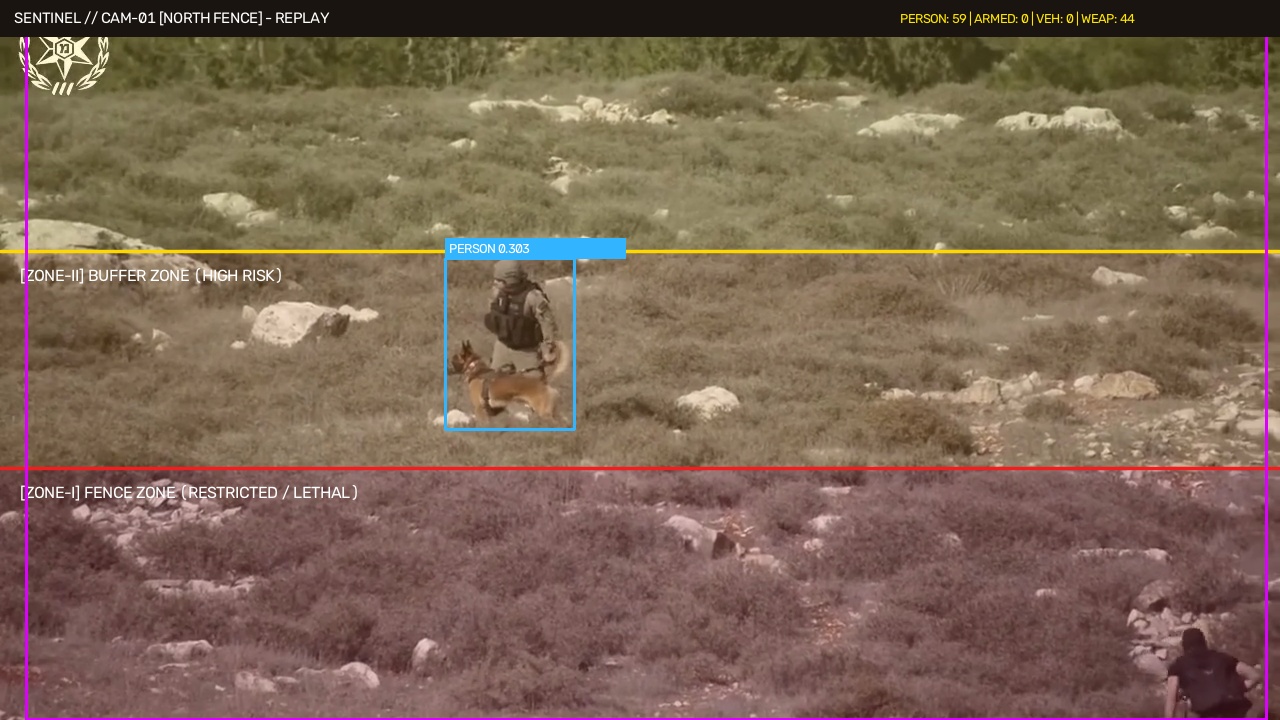 SENTINEL // CAM-01 [NORTH FENCE] - REPLAY
PERSON: 59 | ARMED: 0 | VEH: 0 | WEAP: 44
PERSON 0.303
[ZONE-II] BUFFER ZONE (HIGH RISK)
[ZONE-I] FENCE ZONE (RESTRICTED / LETHAL)